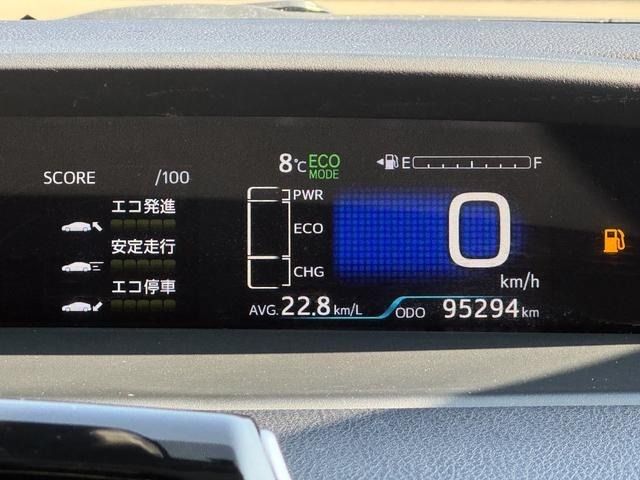 8℃ ECO MODE
E F
SCORE /100
PWR
エコ発進
ECO
0
安定走行
CHG
km/h
エコ停車
AVG. 22.8 km/L
ODO 95294 km